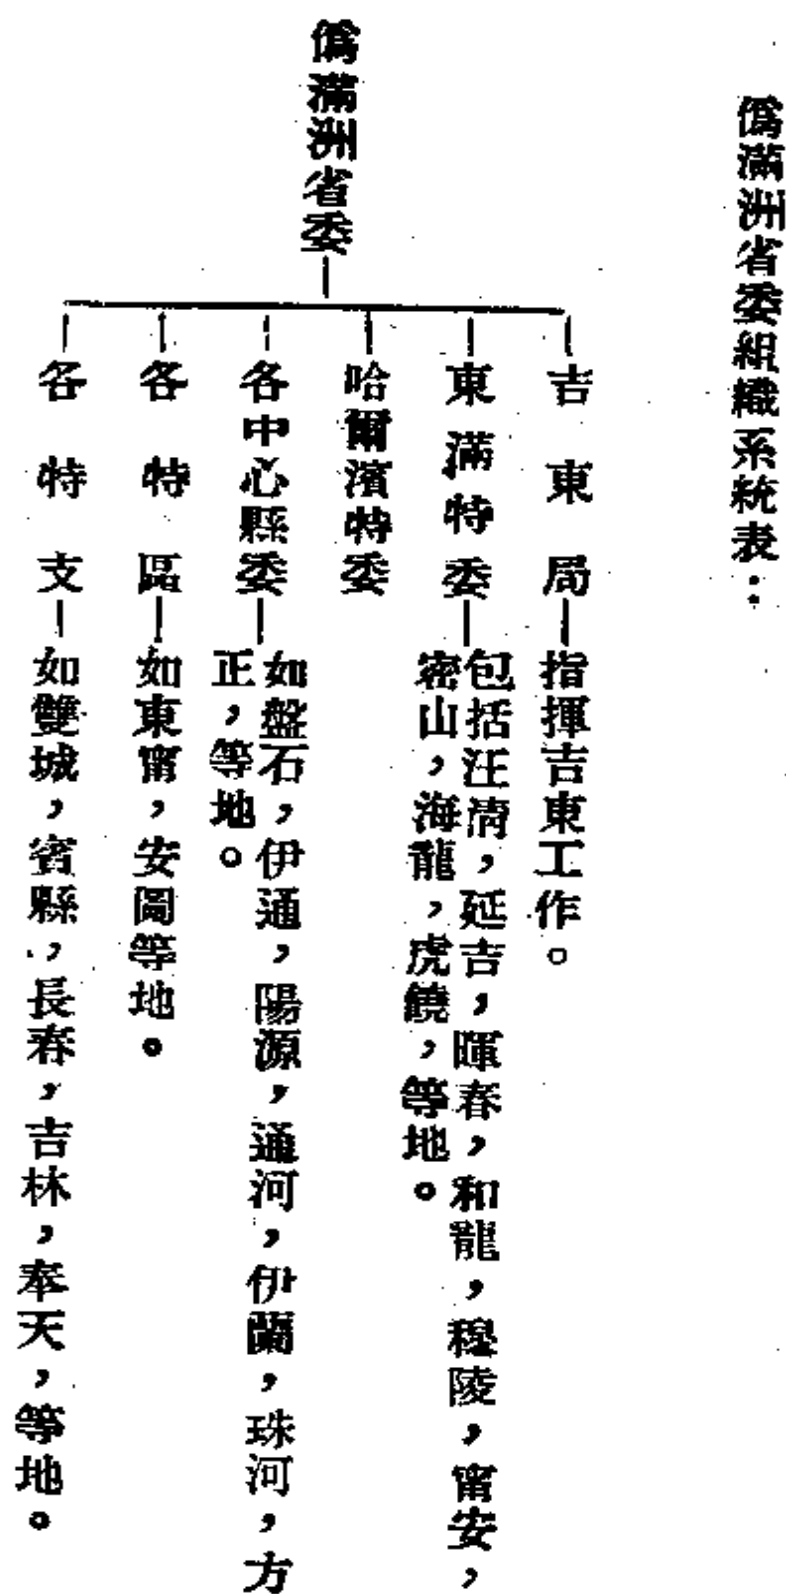 僞滿洲省委組織系統表：
僞滿洲省委
吉東局
指揮吉東工作。
東滿特委
包括汪淸，延吉，暉春，和龍，穆陵，甯安，
密山，海龍，虎饒，等地。
哈爾濱特委
各中心縣委
如盤石，伊通，陽源，通河，伊蘭，珠河，方
正，等地。
各特區
如東甯，安圖等地。
各特支
如雙城，賓縣，長春，吉林，奉天，等地。